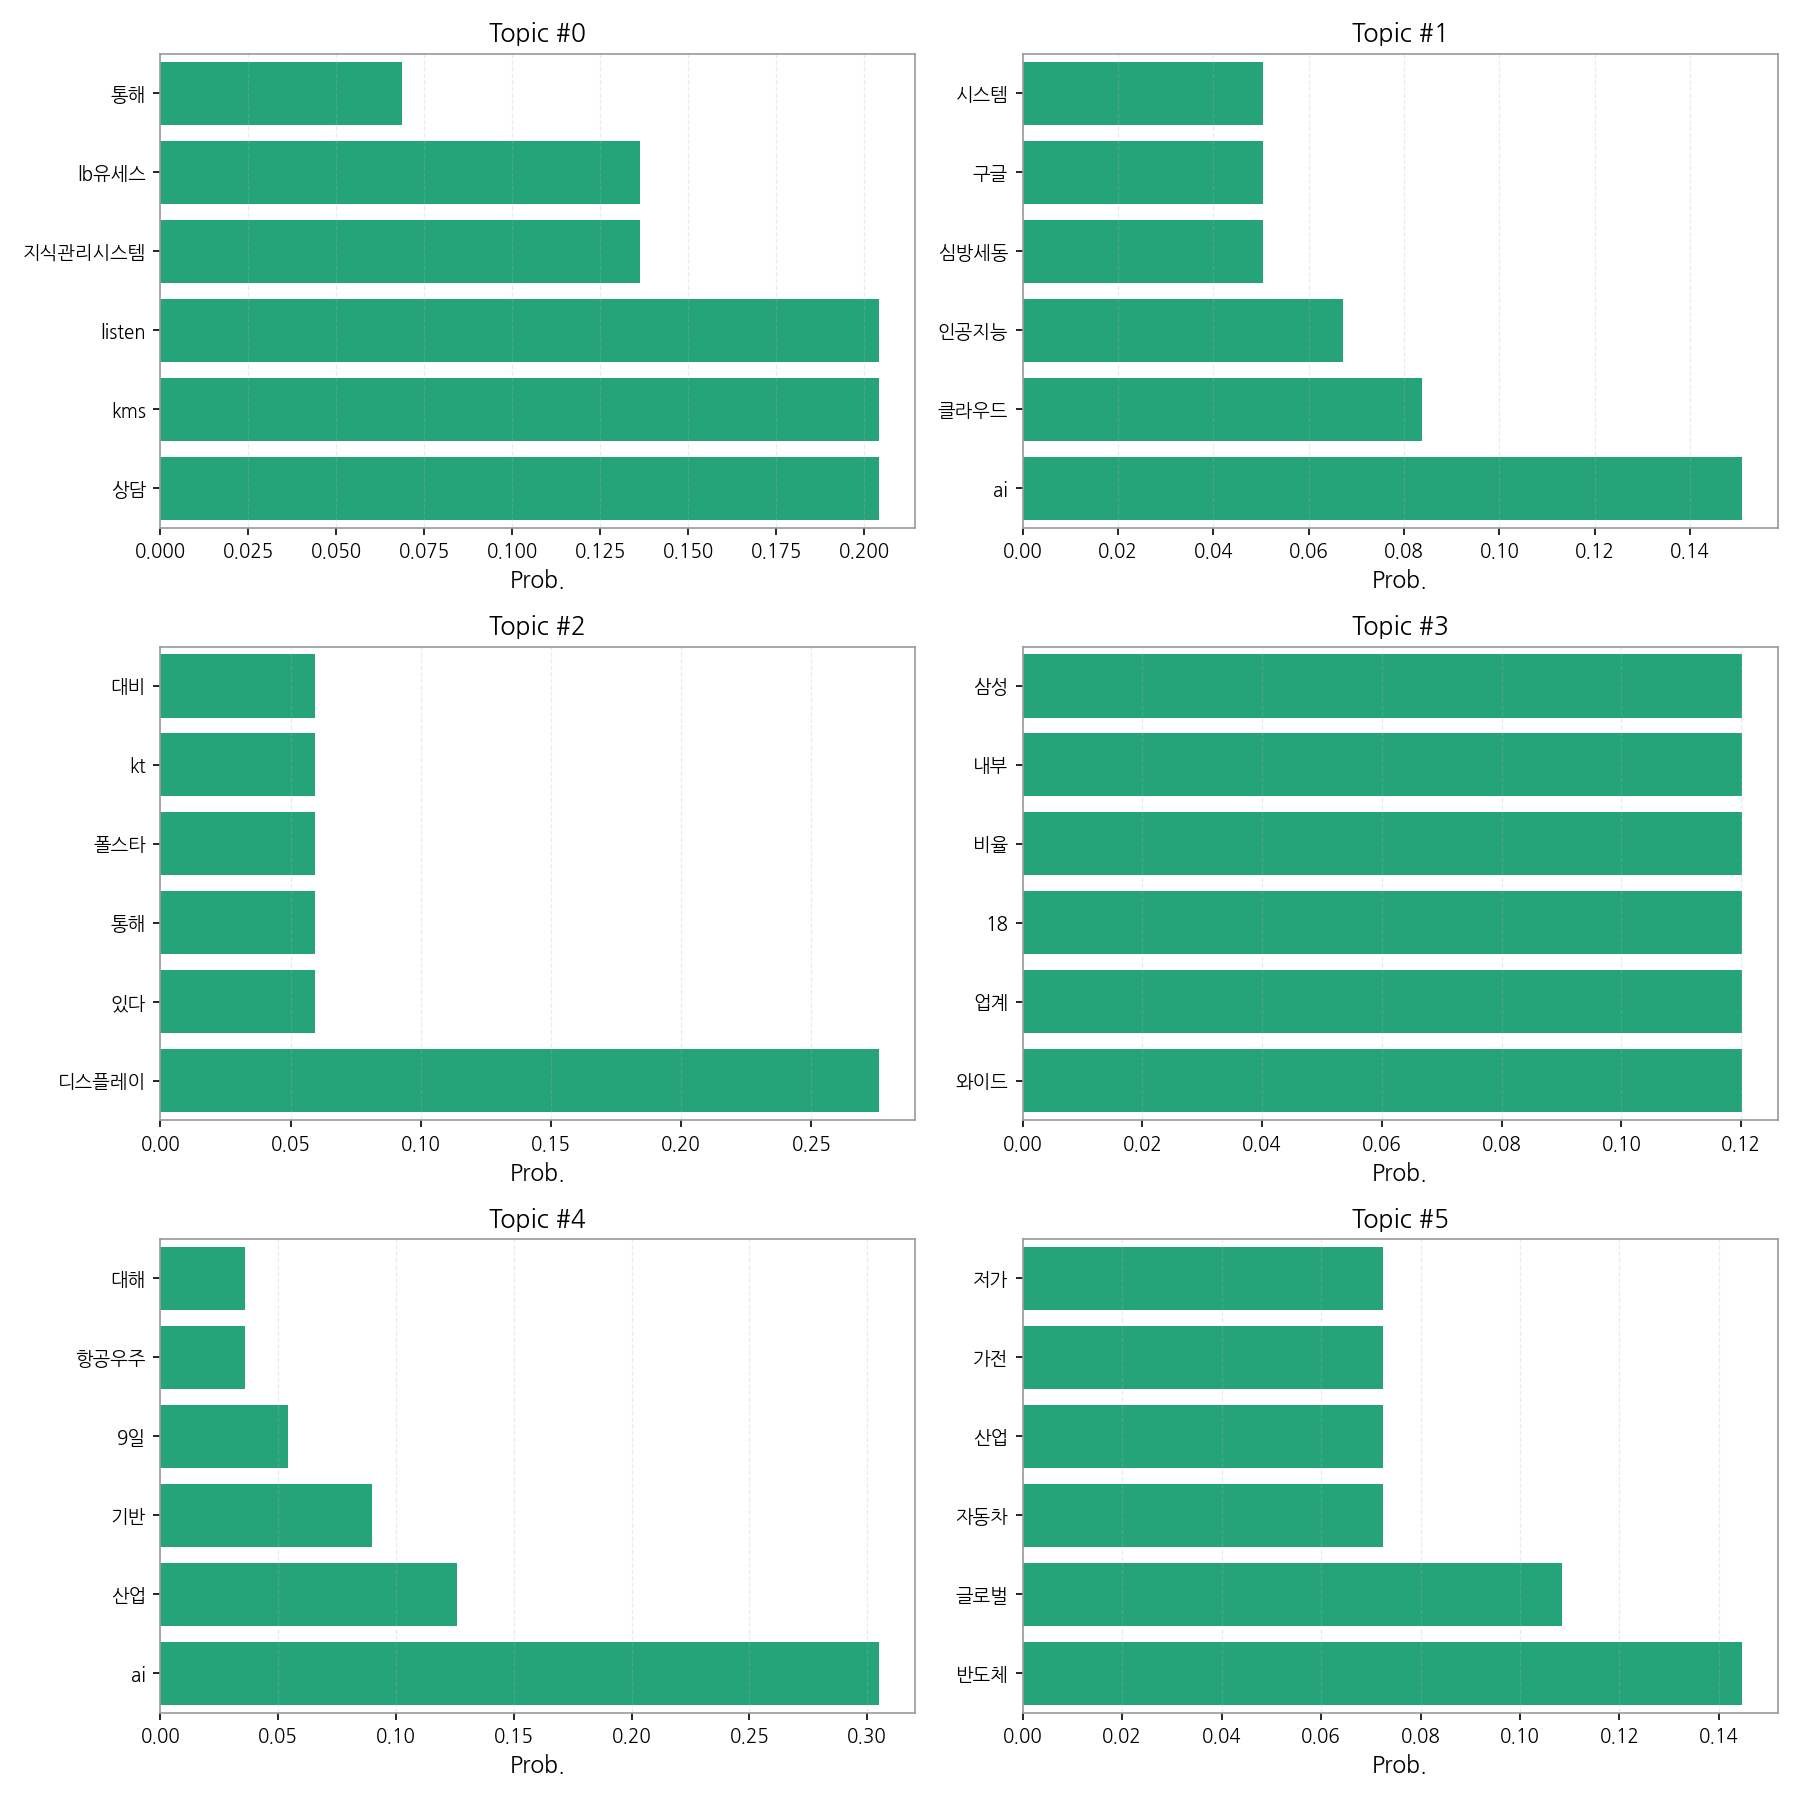 Topic #0
통해
lb유세스
지식관리시스템
listen
kms
상담
0.000 0.025 0.050 0.075 0.100 0.125 0.150 0.175 0.200
Prob.
Topic #1
시스템
구글
심방세동
인공지능
클라우드
ai
0.00 0.02 0.04 0.06 0.08 0.10 0.12 0.14
Prob.
Topic #2
대비
kt
폴스타
통해
있다
디스플레이
0.00 0.05 0.10 0.15 0.20 0.25
Prob.
Topic #3
삼성
내부
비율
18
업계
와이드
0.00 0.02 0.04 0.06 0.08 0.10 0.12
Prob.
Topic #4
대해
항공우주
9일
기반
산업
ai
0.00 0.05 0.10 0.15 0.20 0.25 0.30
Prob.
Topic #5
저가
가전
산업
자동차
글로벌
반도체
0.00 0.02 0.04 0.06 0.08 0.10 0.12 0.14
Prob.